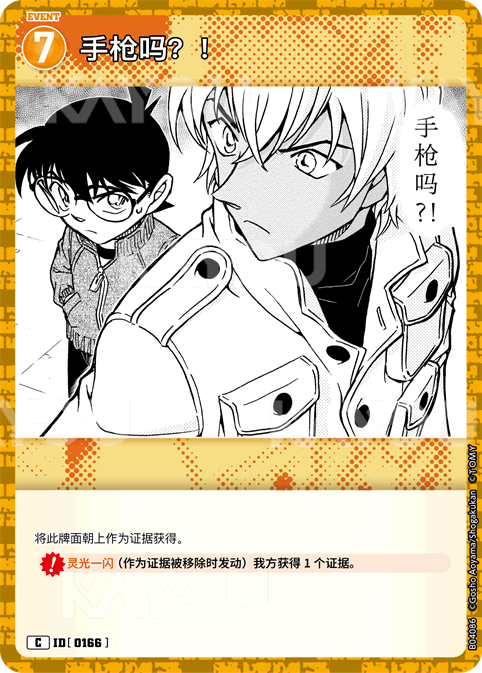 EVENT
7 手枪吗？！
手枪吗?!
将此牌面朝上作为证据获得。
灵光一闪（作为证据被移除时发动）我方获得 1 个证据。
C ID[ 0166 ]
B04086 ©Gosho Aoyama/Shogakukan ©TOMY
KAYOU